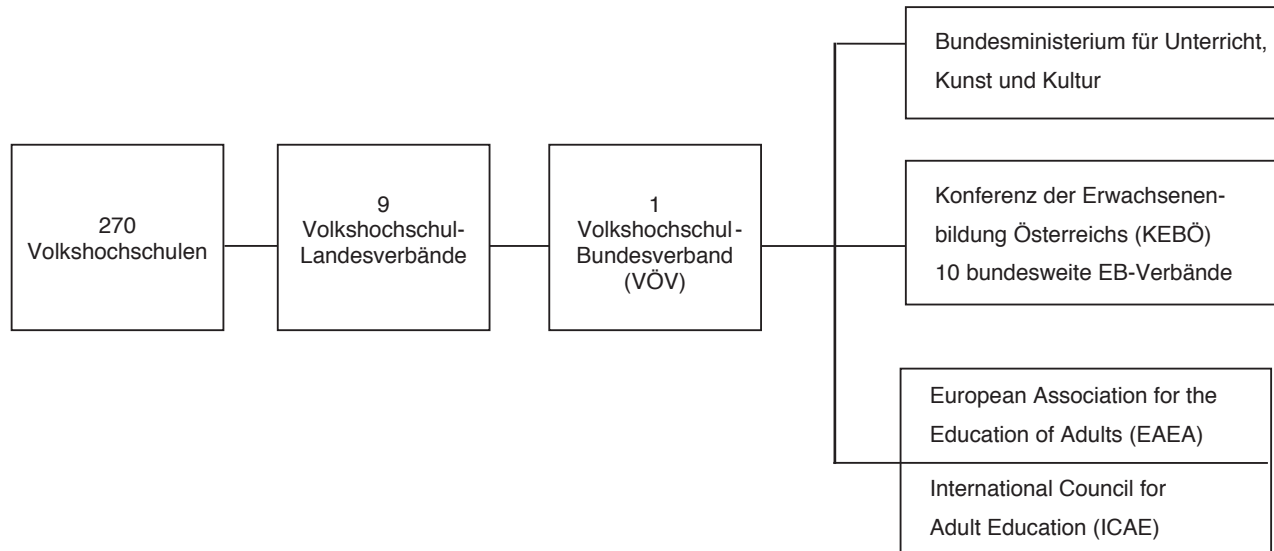 270
Volkshochschulen
9
Volkshochschul-
Landesverbände
1
Volkshochschul-
Bundesverband
(VÖV)
Bundesministerium für Unterricht,
Kunst und Kultur
Konferenz der Erwachsenen-
bildung Österreichs (KEBÖ)
10 bundesweite EB-Verbände
European Association for the
Education of Adults (EAEA)
International Council for
Adult Education (ICAE)